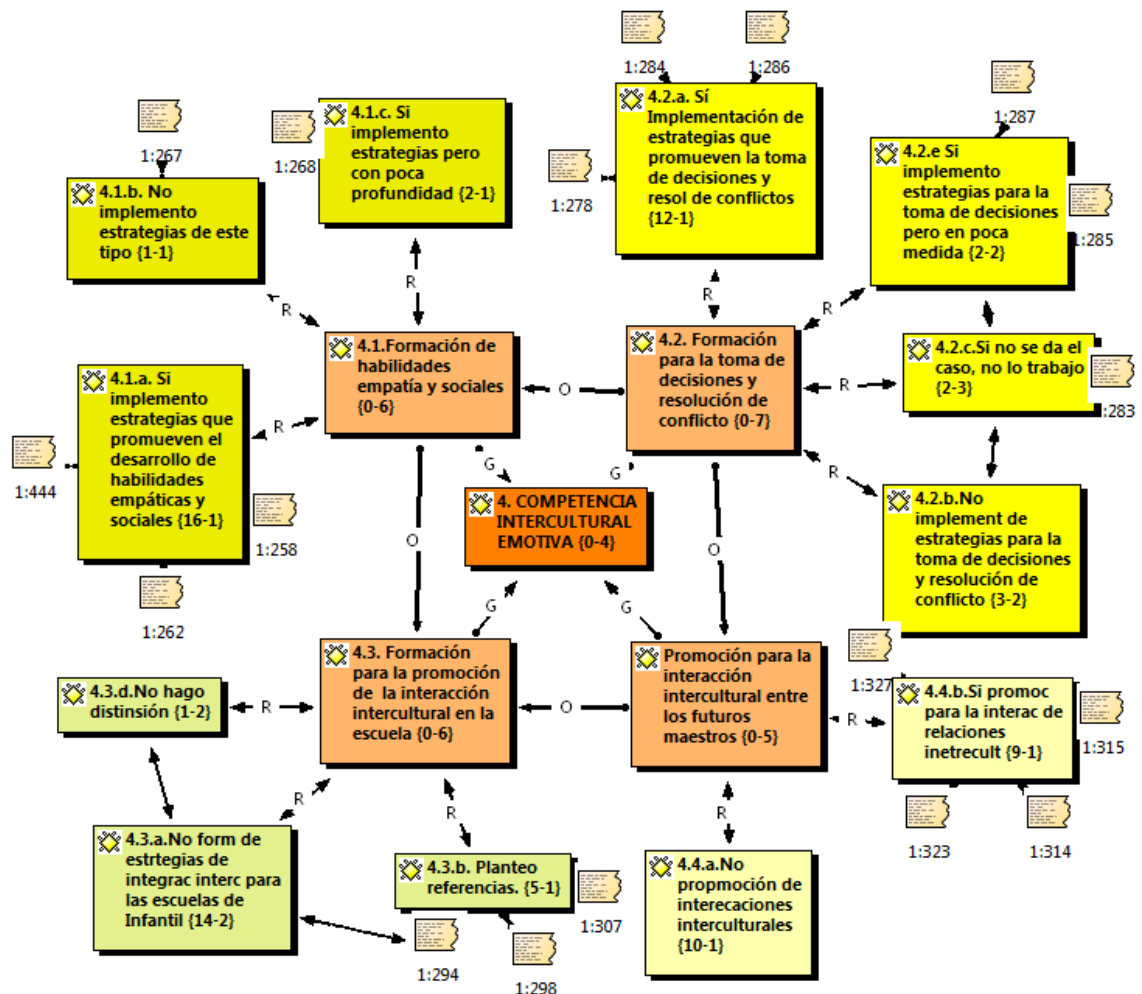 1:284
1:286
1:287
1:267
1:268
4.1.c. Si
implemento
estrategias pero
con poca
profundidad {2-1}
4.2.a. Sí
Implementación de
estrategias que
promueven la toma
de decisiones y
resol de conflictos
{12-1}
1:278
4.2.e Si
implemento
estrategias para la
toma de decisiones
pero en poca
medida {2-2}
1:285
4.1.b. No
implemento
estrategias de este
tipo {1-1}
R
R
R
R
4.1.Formación de
habilidades
empatía y sociales
{0-6}
O
4.2. Formación
para la toma de
decisiones y
resolución de
conflicto {0-7}
R
4.2.c.Si no se da el
caso, no lo trabajo
{2-3}
1:283
4.1.a. Si
implemento
estrategias que
promueven el
desarrollo de
habilidades
empáticas y
sociales {16-1}
R
1:444
1:258
1:262
G
G
R
4. COMPETENCIA
INTERCULTURAL
EMOTIVA {0-4}
4.2.b.No
implement de
estrategias para la
toma de decisiones
y resolución de
conflicto {3-2}
O
O
G
G
4.3. Formación
para la promoción
de la interacción
intercultural en la
escuela {0-6}
O
Promoción para la
interacción
intercultural entre
los futuros
maestros {0-5}
R
1:327
4.4.b.Si promoc
para la interac de
relaciones
inetrecult {9-1}
1:315
1:323
1:314
4.3.d.No hago
distinsión {1-2}
R
R
R
R
4.3.a.No form de
estrtegias de
integrac interc para
las escuelas de
Infantil {14-2}
4.3.b. Planteo
referencias. {5-1}
1:307
1:294
1:298
4.4.a.No
propmoción de
interecaciones
interculturales
{10-1}